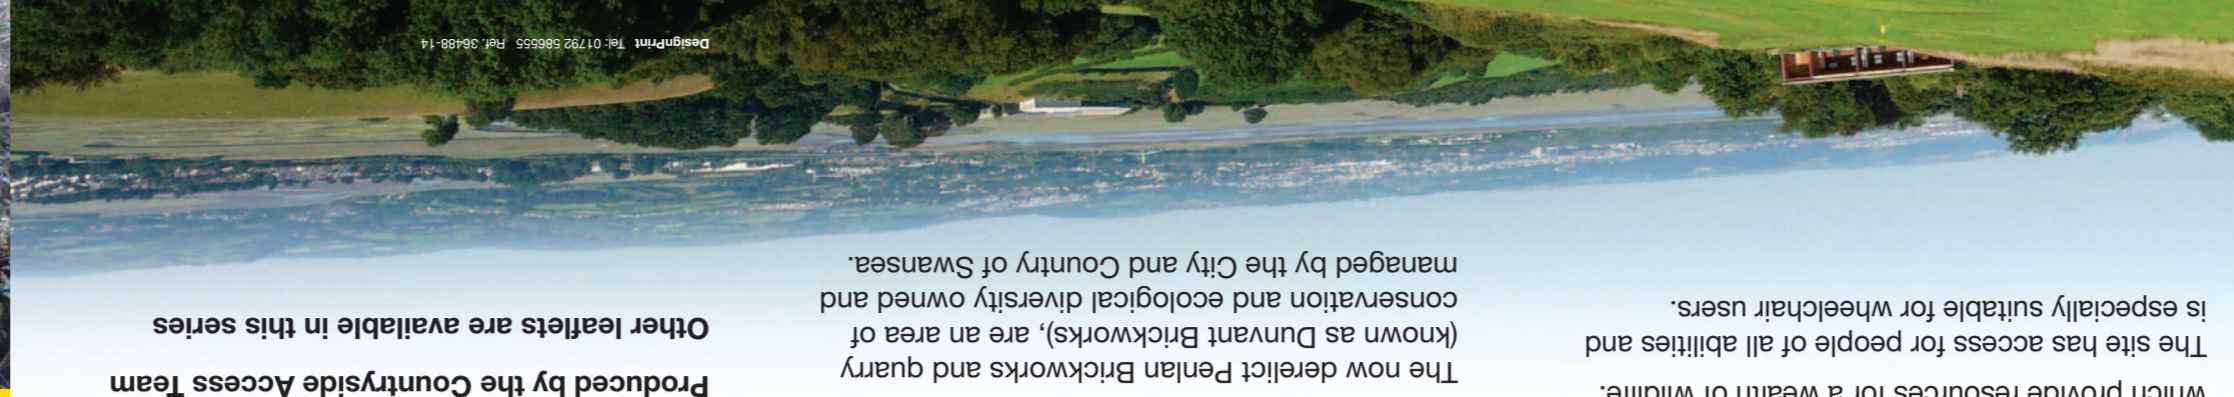 which provide resources for a wealth of wildlife.
The site has access for people of all abilities and
is especially suitable for wheelchair users.
The now derelict Penlan Brickworks and quarry
(known as Dunvant Brickworks), are an area of
conservation and ecological diversity owned and
managed by the City and Country of Swansea.
Produced by the Countryside Access Team
Other leaflets are available in this series
DesignPrint Tel: 01792 586555 Ref. 36488-14